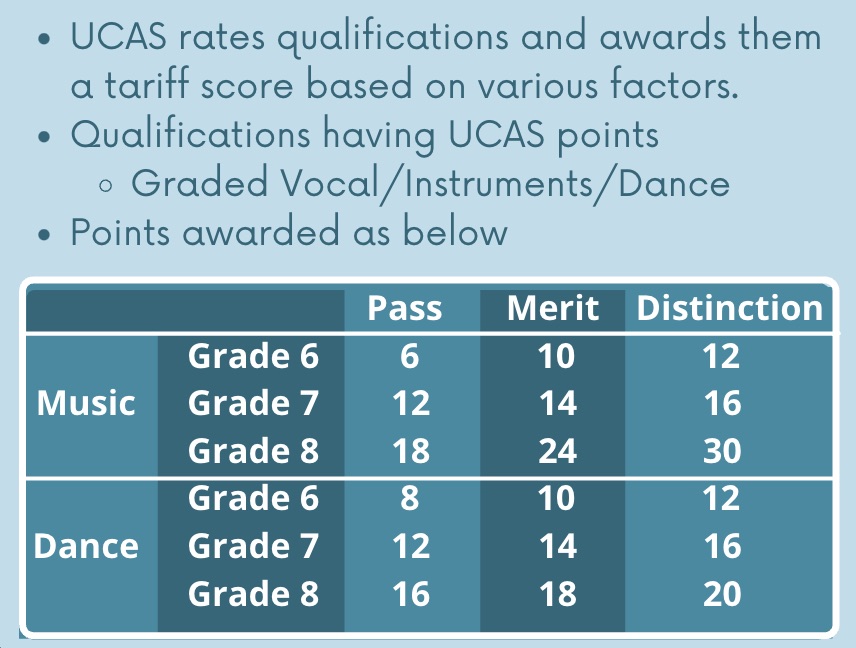 • UCAS rates qualifications and awards them
a tariff score based on various factors.
• Qualifications having UCAS points
◦ Graded Vocal/Instruments/Dance
• Points awarded as below
Pass Merit Distinction
Grade 6 6 10 12
Music Grade 7 12 14 16
Grade 8 18 24 30
Grade 6 8 10 12
Dance Grade 7 12 14 16
Grade 8 16 18 20